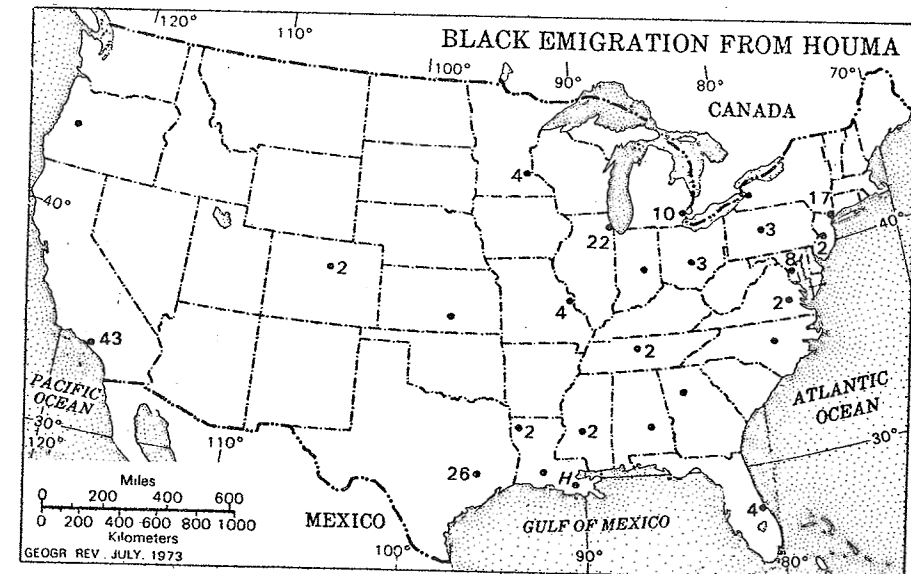 120°
110°
BLACK EMIGRATION FROM HOUMA
100°
90°
80°
70°
CANADA
4
40°
10
17
22
3
40°
2
2
3
8
4
2
43
2
PACIFIC
OCEAN
ATLANTIC
OCEAN
30°
120°
110°
2
2
30°
26
H
Miles
0 200 400 600
0 200 400 600 800 1000
Kilometers
MEXICO
GULF OF MEXICO
4
GEOGR REV. JULY, 1973
100°
90°
80°